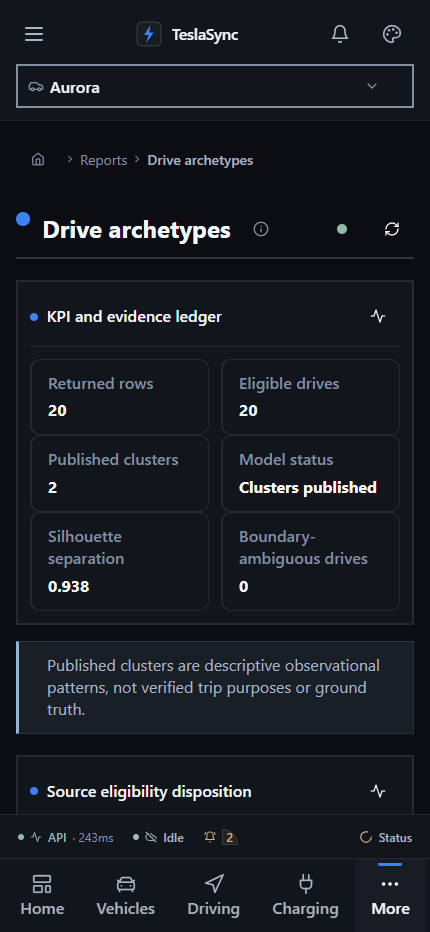 TeslaSync
Aurora
Reports
Drive archetypes
Drive archetypes
KPI and evidence ledger
Returned rows
20
Eligible drives
20
Published clusters
2
Model status
Clusters published
Silhouette
separation
0.938
Boundary-
ambiguous drives
0
Published clusters are descriptive observational
patterns, not verified trip purposes or ground
truth.
Source eligibility disposition
API · 243ms
Idle
2
Status
Home
Vehicles
Driving
Charging
More